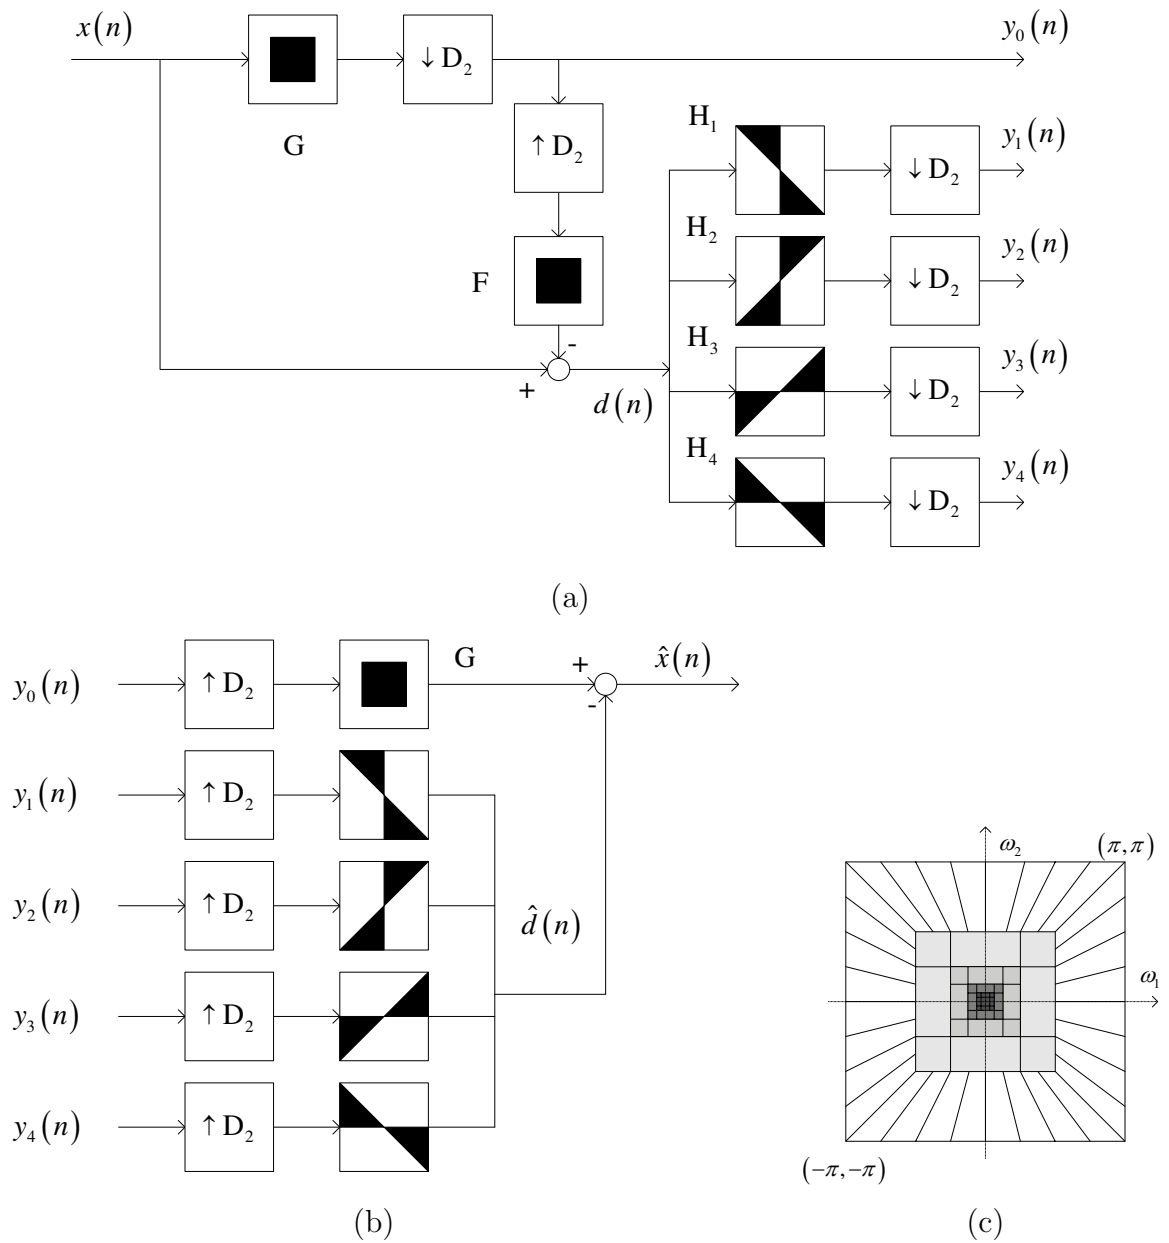 x(n)
y₀(n)
↓ D₂
G
↑ D₂
F
-
+
d(n)
H₁
↓ D₂
y₁(n)
H₂
↓ D₂
y₂(n)
H₃
↓ D₂
y₃(n)
H₄
↓ D₂
y₄(n)
(a)
y₀(n)
↑ D₂
G
+
-
x̂(n)
y₁(n)
↑ D₂
y₂(n)
↑ D₂
d̂(n)
y₃(n)
↑ D₂
y₄(n)
↑ D₂
(b)
ω₂
(π,π)
ω₁
(−π,−π)
(c)